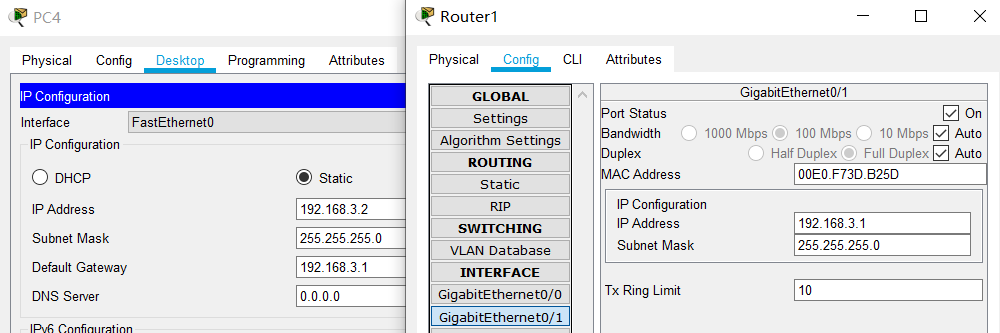 PC4
Physical Config Desktop Programming Attributes
IP Configuration
Interface FastEthernet0
IP Configuration
DHCP Static
IP Address 192.168.3.2
Subnet Mask 255.255.255.0
Default Gateway 192.168.3.1
DNS Server 0.0.0.0
IPv6 Configuration
Router1
Physical Config CLI Attributes
GLOBAL
Settings
Algorithm Settings
ROUTING
Static
RIP
SWITCHING
VLAN Database
INTERFACE
GigabitEthernet0/0
GigabitEthernet0/1
GigabitEthernet0/1
Port Status On
Bandwidth 1000 Mbps 100 Mbps 10 Mbps Auto
Duplex Half Duplex Full Duplex Auto
MAC Address 00E0.F73D.B25D
IP Configuration
IP Address 192.168.3.1
Subnet Mask 255.255.255.0
Tx Ring Limit 10